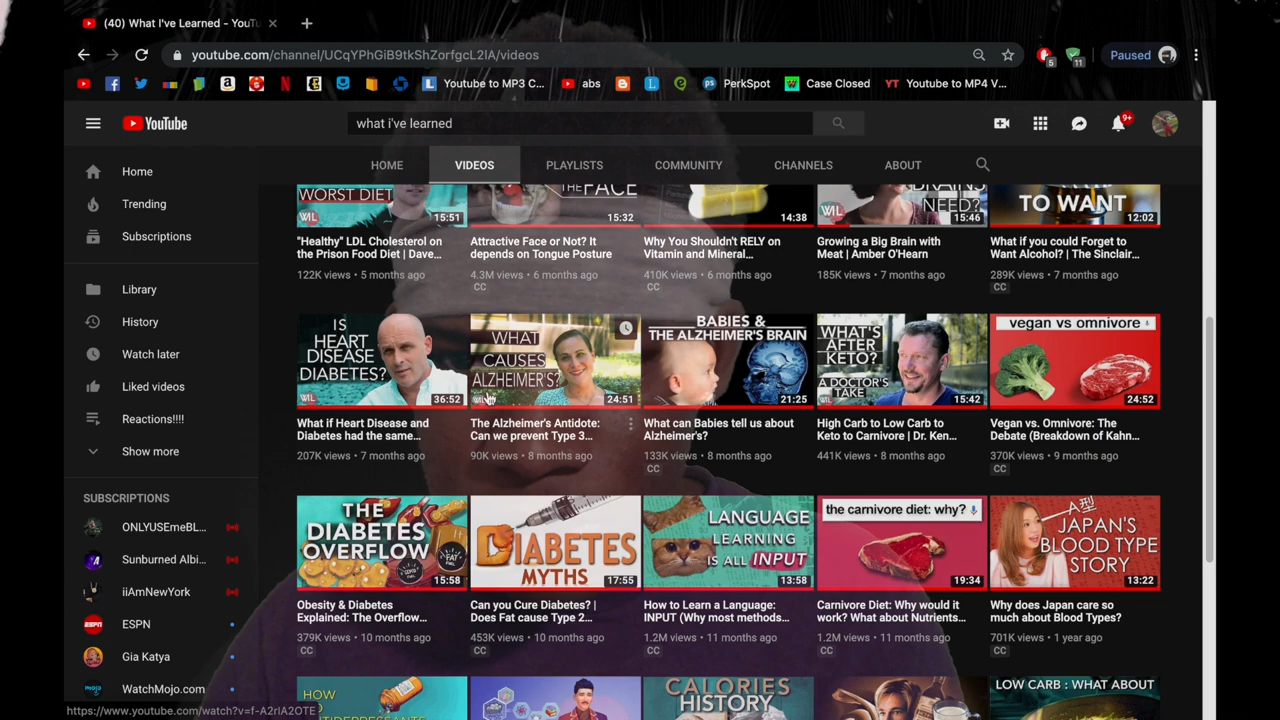 (40) What I've Learned - YouTu
youtube.com/channel/UCqYPhGiB9tkShZorfgcL2lA/videos
Paused
5
11
Youtube to MP3 C...
abs
PerkSpot
Case Closed
Youtube to MP4 V...
YouTube
what i've learned
9+
HOME
VIDEOS
PLAYLISTS
COMMUNITY
CHANNELS
ABOUT
Home
Trending
Subscriptions
Library
History
Watch later
Liked videos
Reactions!!!!
Show more
SUBSCRIPTIONS
ONLYUSEmeBL...
Sunburned Albi...
iiAmNewYork
ESPN
Gia Katya
WatchMojo.com
https://www.youtube.com/watch?v=f-A2rIA2OTE
WORST DIET
WIL
15:51
THE FACE
15:32
14:38
BRAINS
NEED?
WIL
15:46
TO WANT
12:02
"Healthy" LDL Cholesterol on
the Prison Food Diet | Dave...
122K views • 5 months ago
Attractive Face or Not? It
depends on Tongue Posture
4.3M views • 6 months ago
CC
Why You Shouldn't RELY on
Vitamin and Mineral...
410K views • 6 months ago
CC
Growing a Big Brain with
Meat | Amber O'Hearn
185K views • 7 months ago
What if you could Forget to
Want Alcohol? | The Sinclair...
289K views • 7 months ago
CC
IS
HEART
DISEASE
DIABETES?
WIL
36:52
WHAT
CAUSES
ALZHEIMER'S?
WIL
24:51
BABIES &
THE ALZHEIMER'S BRAIN
21:25
WHAT'S
AFTER
KETO?
A DOCTOR'S
TAKE
15:42
vegan vs omnivore
24:52
What if Heart Disease and
Diabetes had the same...
207K views • 7 months ago
The Alzheimer's Antidote:
Can we prevent Type 3...
90K views • 8 months ago
What can Babies tell us about
Alzheimer's?
133K views • 8 months ago
CC
High Carb to Low Carb to
Keto to Carnivore | Dr. Ken...
441K views • 8 months ago
Vegan vs. Omnivore: The
Debate (Breakdown of Kahn...
370K views • 9 months ago
CC
THE
DIABETES
OVERFLOW
FAT
15:58
DIABETES
MYTHS
17:55
LANGUAGE
LEARNING
IS ALL INPUT
13:58
the carnivore diet: why?
19:34
A型
JAPAN'S
BLOOD TYPE
STORY
13:22
Obesity & Diabetes
Explained: The Overflow...
379K views • 10 months ago
CC
Can you Cure Diabetes? |
Does Fat cause Type 2...
453K views • 10 months ago
How to Learn a Language:
INPUT (Why most methods...
1.2M views • 11 months ago
CC
Carnivore Diet: Why would it
work? What about Nutrients...
1.2M views • 11 months ago
CC
Why does Japan care so
much about Blood Types?
701K views • 1 year ago
HOW
CALORIES
HISTORY
LOW CARB : WHAT ABOUT